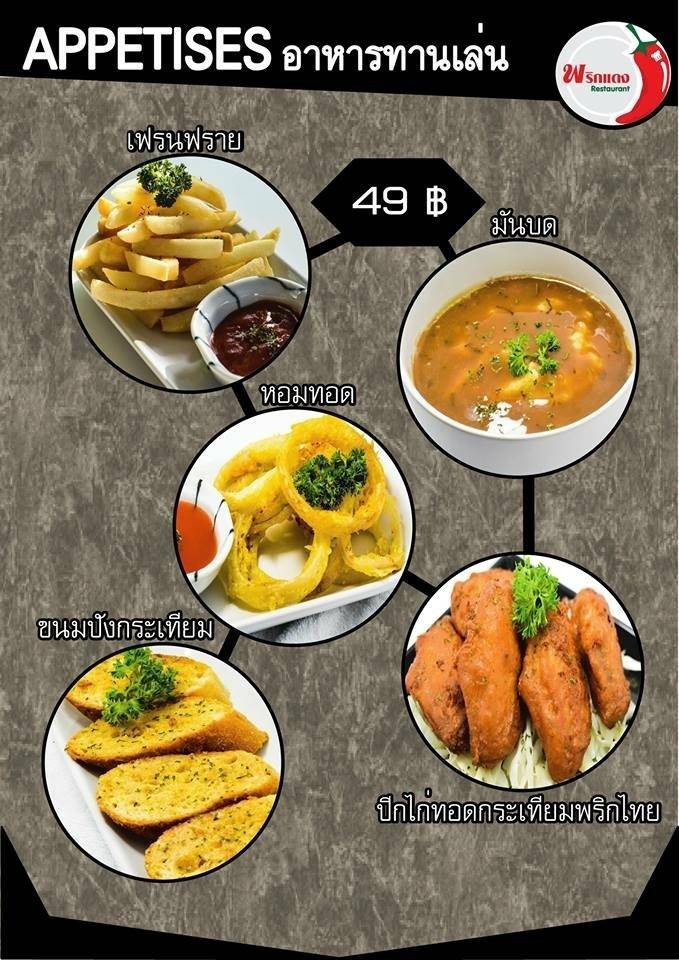 APPETISES อาหารทานเล่น
พริกแดง
Restaurant
เฟรนฟราย
49 ฿
มันบด
หอมทอด
ขนมปังกระเทียม
ปีกไก่ทอดกระเทียมพริกไทย